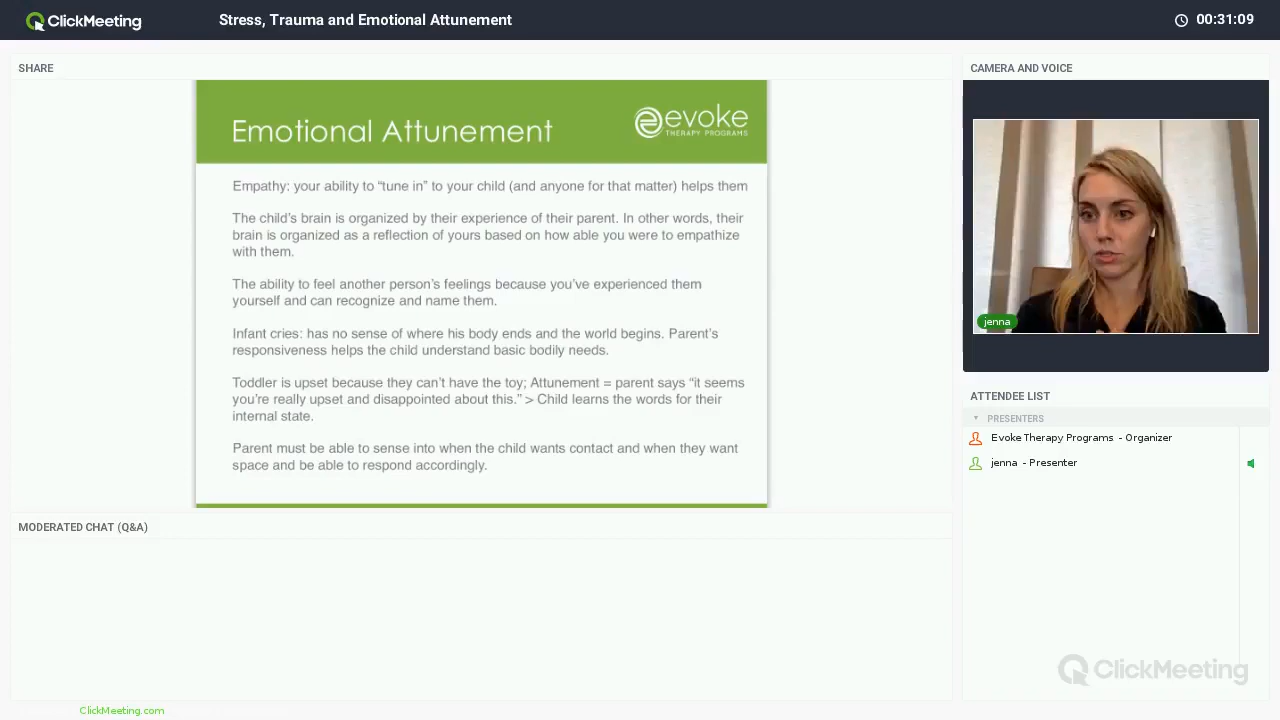 ClickMeeting
Stress, Trauma and Emotional Attunement
00:31:09
SHARE
Emotional Attunement
evoke
THERAPY PROGRAMS
Empathy: your ability to “tune in” to your child (and anyone for that matter) helps them
The child’s brain is organized by their experience of their parent. In other words, their
brain is organized as a reflection of yours based on how able you were to empathize
with them.
The ability to feel another person’s feelings because you’ve experienced them
yourself and can recognize and name them.
Infant cries: has no sense of where his body ends and the world begins. Parent’s
responsiveness helps the child understand basic bodily needs.
Toddler is upset because they can’t have the toy; Attunement = parent says “it seems
you’re really upset and disappointed about this.” > Child learns the words for their
internal state.
Parent must be able to sense into when the child wants contact and when they want
space and be able to respond accordingly.
MODERATED CHAT (Q&A)
CAMERA AND VOICE
jenna
ATTENDEE LIST
PRESENTERS
Evoke Therapy Programs - Organizer
jenna - Presenter
ClickMeeting
ClickMeeting.com